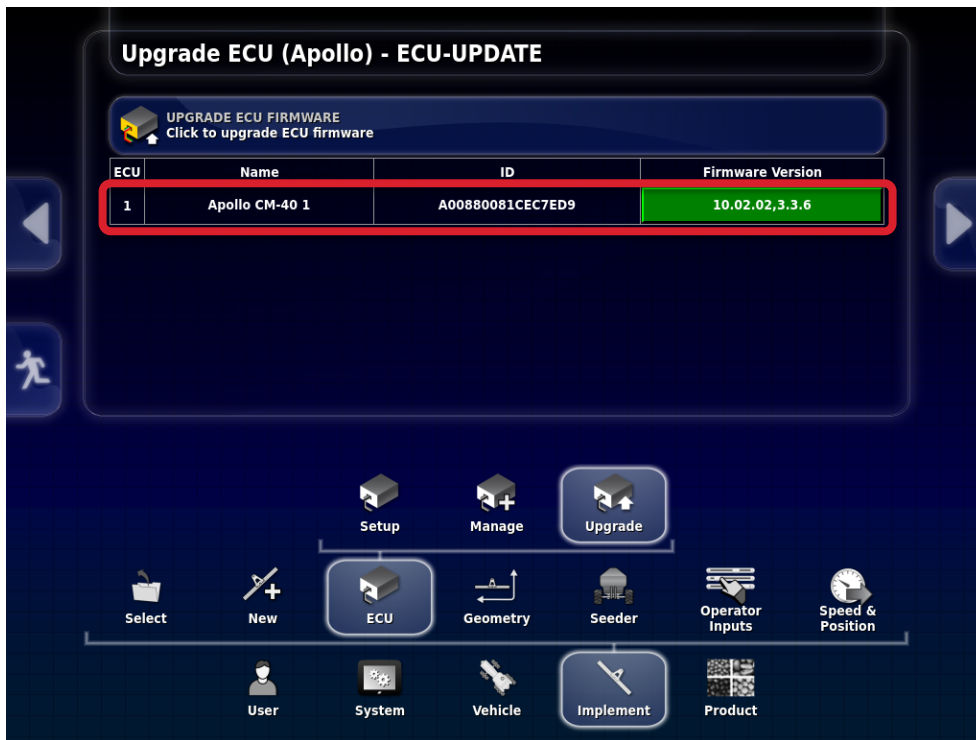 Upgrade ECU (Apollo) - ECU-UPDATE
UPGRADE ECU FIRMWARE
Click to upgrade ECU firmware
ECU Name ID Firmware Version
1 Apollo CM-40 1 A00880081CEC7ED9 10.02.02,3.3.6
Setup Manage Upgrade
Select New ECU Geometry Seeder Operator Inputs Speed & Position
User System Vehicle Implement Product